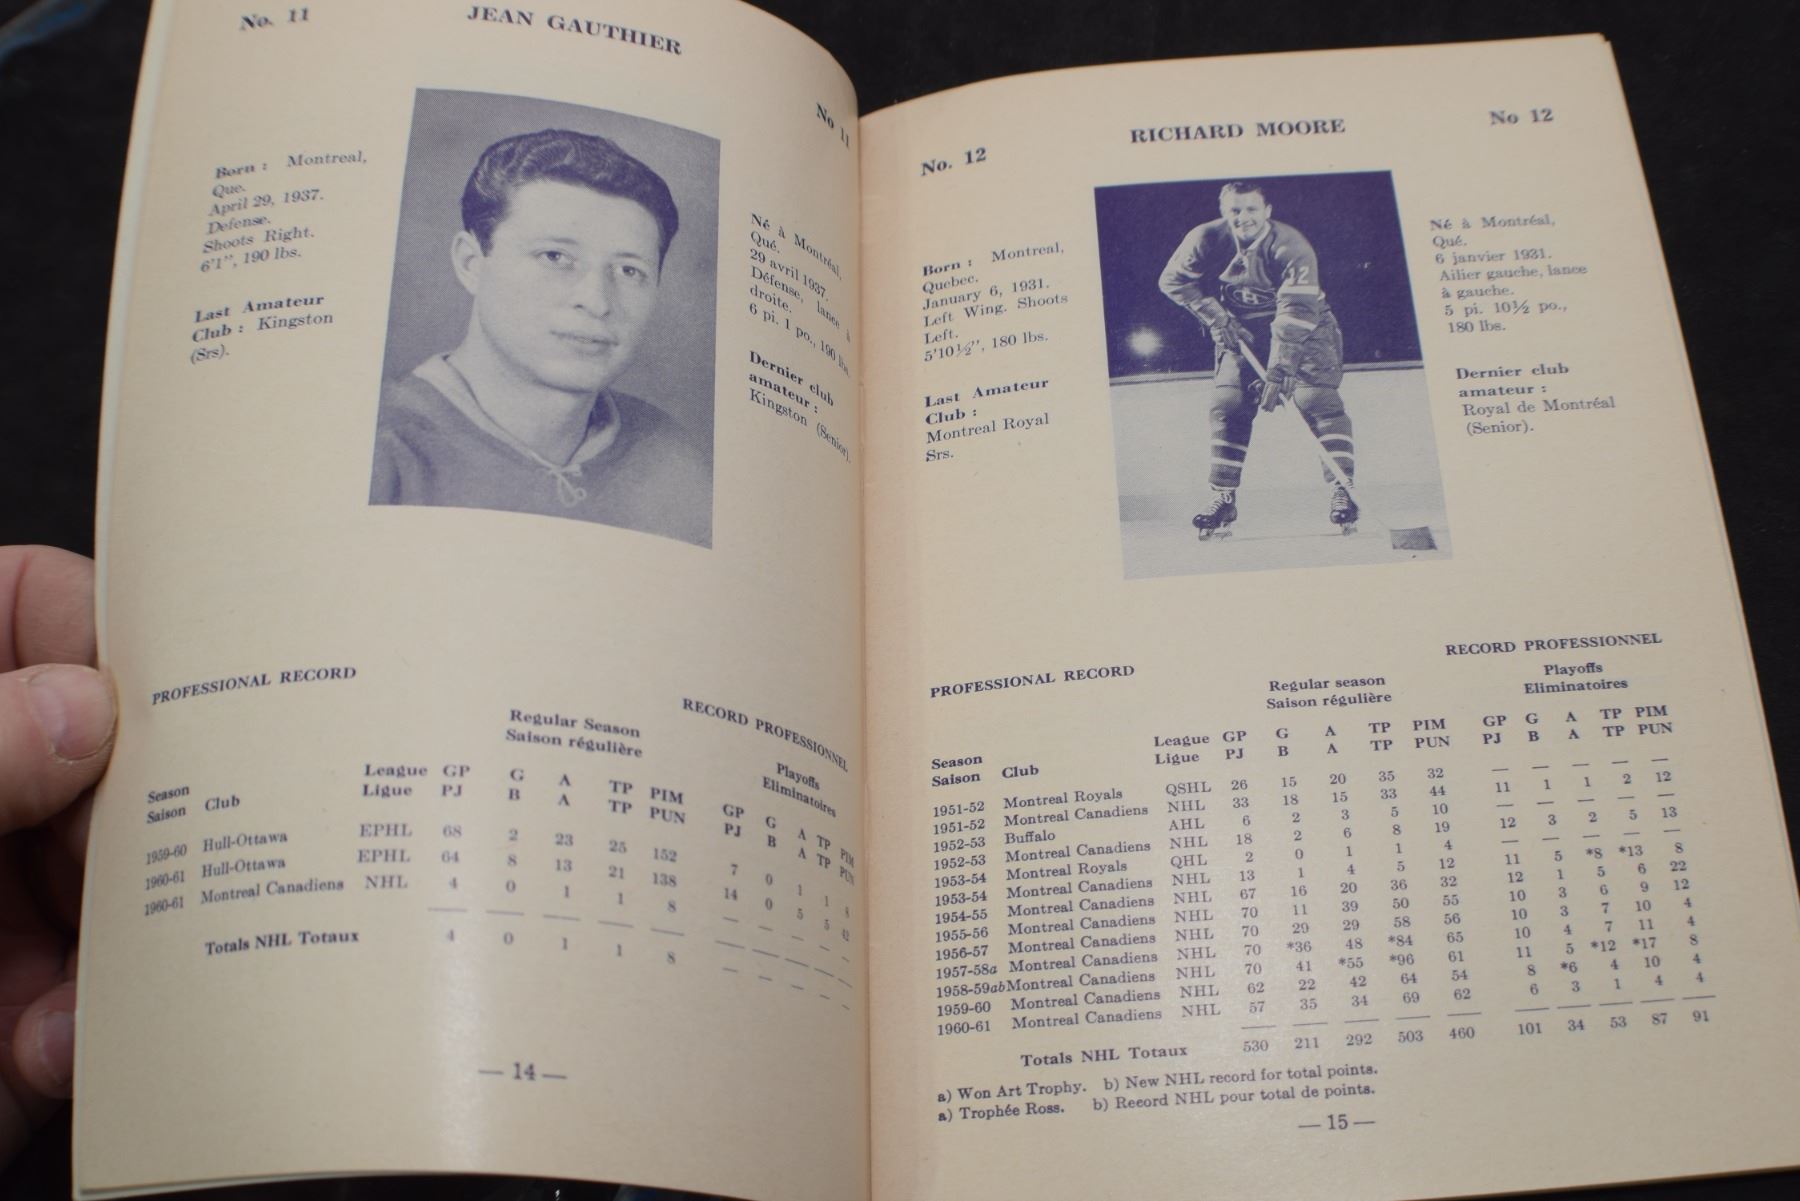 No. 11
JEAN GAUTHIER
No 11
Born : Montreal,
Que.
April 29, 1937.
Defense.
Shoots Right.
6'1", 190 lbs.
Last Amateur
Club : Kingston
(Srs).
Né à Montréal,
Qué.
29 avril 1937.
Défense, lance à
droite.
6 pi. 1 po., 190 lbs.
Dernier club
amateur :
Kingston (Senior).
PROFESSIONAL RECORD
RECORD PROFESSIONNEL
Regular Season
Saison régulière
Playoffs
Eliminatoires
Season Club League GP G A TP PIM GP G A TP PIM
Saison Ligue PJ B A TP PUN PJ B A TP PUN
1959-60 Hull-Ottawa EPHL 68 2 23 25 152 7 0 1 1 8
1960-61 Hull-Ottawa EPHL 64 8 13 21 138 14 0 5 5 42
1960-61 Montreal Canadiens NHL 4 0 1 1 8 — — — — —
Totals NHL Totaux 4 0 1 1 8 — — — — —
— 14 —
No. 12
RICHARD MOORE
No 12
Born : Montreal,
Quebec.
January 6, 1931.
Left Wing. Shoots
Left.
5'10½", 180 lbs.
Last Amateur
Club :
Montreal Royal
Srs.
12
Né à Montréal,
Qué.
6 janvier 1931.
Ailier gauche, lance
à gauche.
5 pi. 10½ po.,
180 lbs.
Dernier club
amateur :
Royal de Montréal
(Senior).
PROFESSIONAL RECORD
RECORD PROFESSIONNEL
Regular season
Saison régulière
Playoffs
Eliminatoires
Season Club League GP G A TP PIM GP G A TP PIM
Saison Ligue PJ B A TP PUN PJ B A TP PUN
1951-52 Montreal Royals QSHL 26 15 20 35 32 — — — — —
1951-52 Montreal Canadiens NHL 33 18 15 33 44 11 1 1 2 12
1952-53 Buffalo AHL 6 2 3 5 10 — — — — —
1952-53 Montreal Canadiens NHL 18 2 6 8 19 12 3 2 5 13
1953-54 Montreal Royals QHL 2 0 1 1 4 — — — — —
1953-54 Montreal Canadiens NHL 13 1 4 5 12 11 5 *8 *13 8
1954-55 Montreal Canadiens NHL 67 16 20 36 32 12 1 5 6 22
1955-56 Montreal Canadiens NHL 70 11 39 50 55 10 3 6 9 12
1956-57 Montreal Canadiens NHL 70 29 29 58 56 10 3 7 10 4
1957-58a Montreal Canadiens NHL 70 *36 48 *84 65 10 4 7 11 4
1958-59ab Montreal Canadiens NHL 70 41 *55 *96 61 11 5 *12 *17 8
1959-60 Montreal Canadiens NHL 62 22 42 64 54 8 *6 4 10 4
1960-61 Montreal Canadiens NHL 57 35 34 69 62 6 3 1 4 4
Totals NHL Totaux 530 211 292 503 460 101 34 53 87 91
a) Won Art Trophy. b) New NHL record for total points.
a) Trophée Ross. b) Record NHL pour total de points.
— 15 —